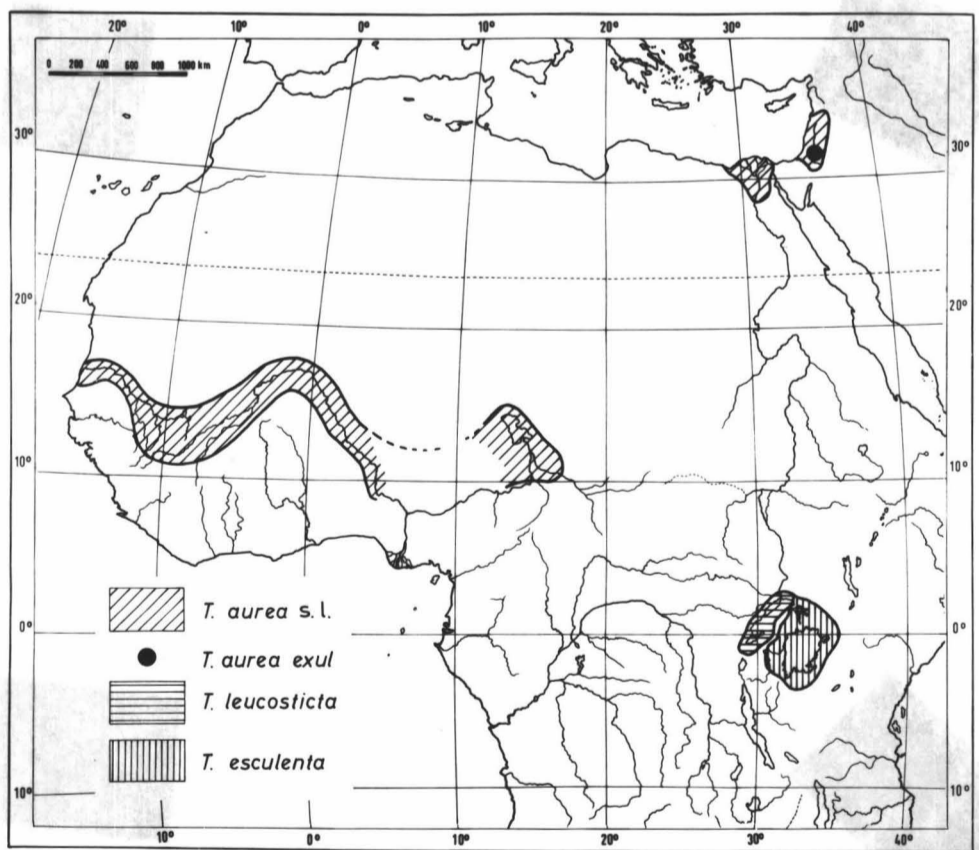 20° 10° 0° 10° 20° 30° 40°
0 200 400 600 800 1000 km
30° 30°
20° 20°
10° 10°
T. aurea s.l.
0° 0°
T. aurea exul
T. leucosticta
T. esculenta
10° 10°
10° 0° 10° 20° 30° 40°